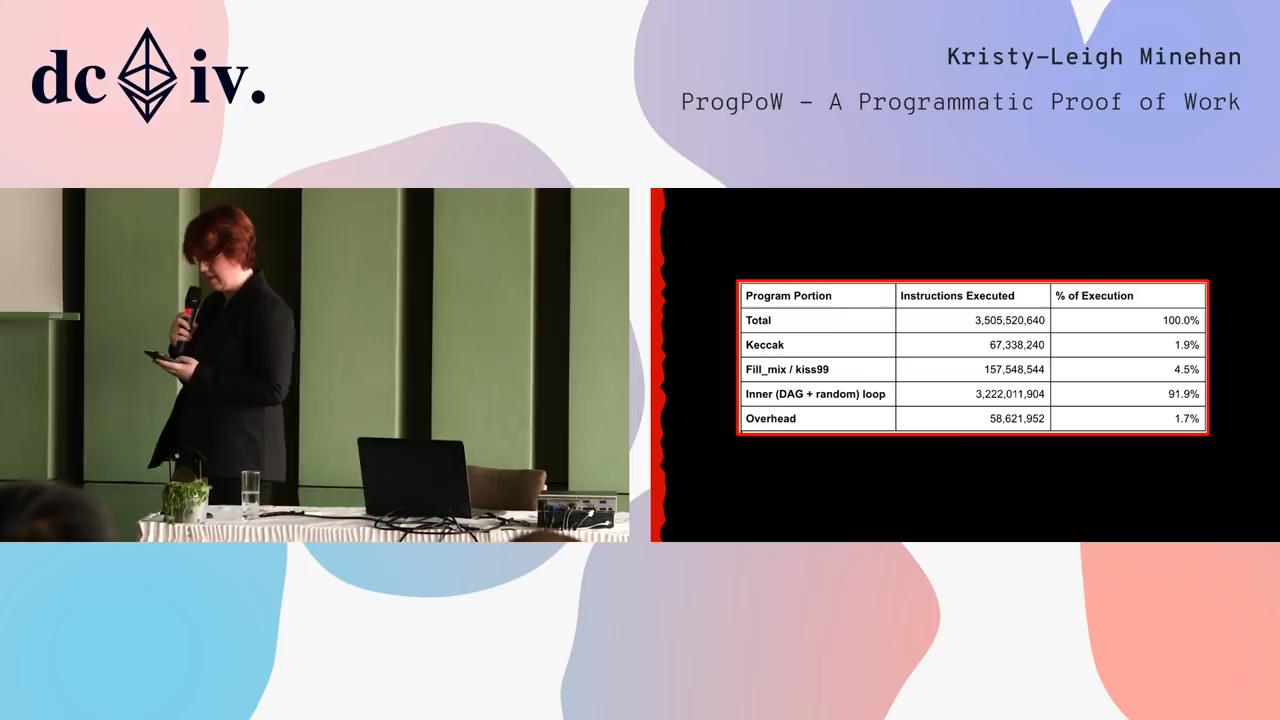 dc iv.
Kristy-Leigh Minehan
ProgPoW - A Programmatic Proof of Work
Program Portion Instructions Executed % of Execution
Total 3,505,520,640 100.0%
Keccak 67,338,240 1.9%
Fill_mix / kiss99 157,548,544 4.5%
Inner (DAG + random) loop 3,222,011,904 91.9%
Overhead 58,621,952 1.7%